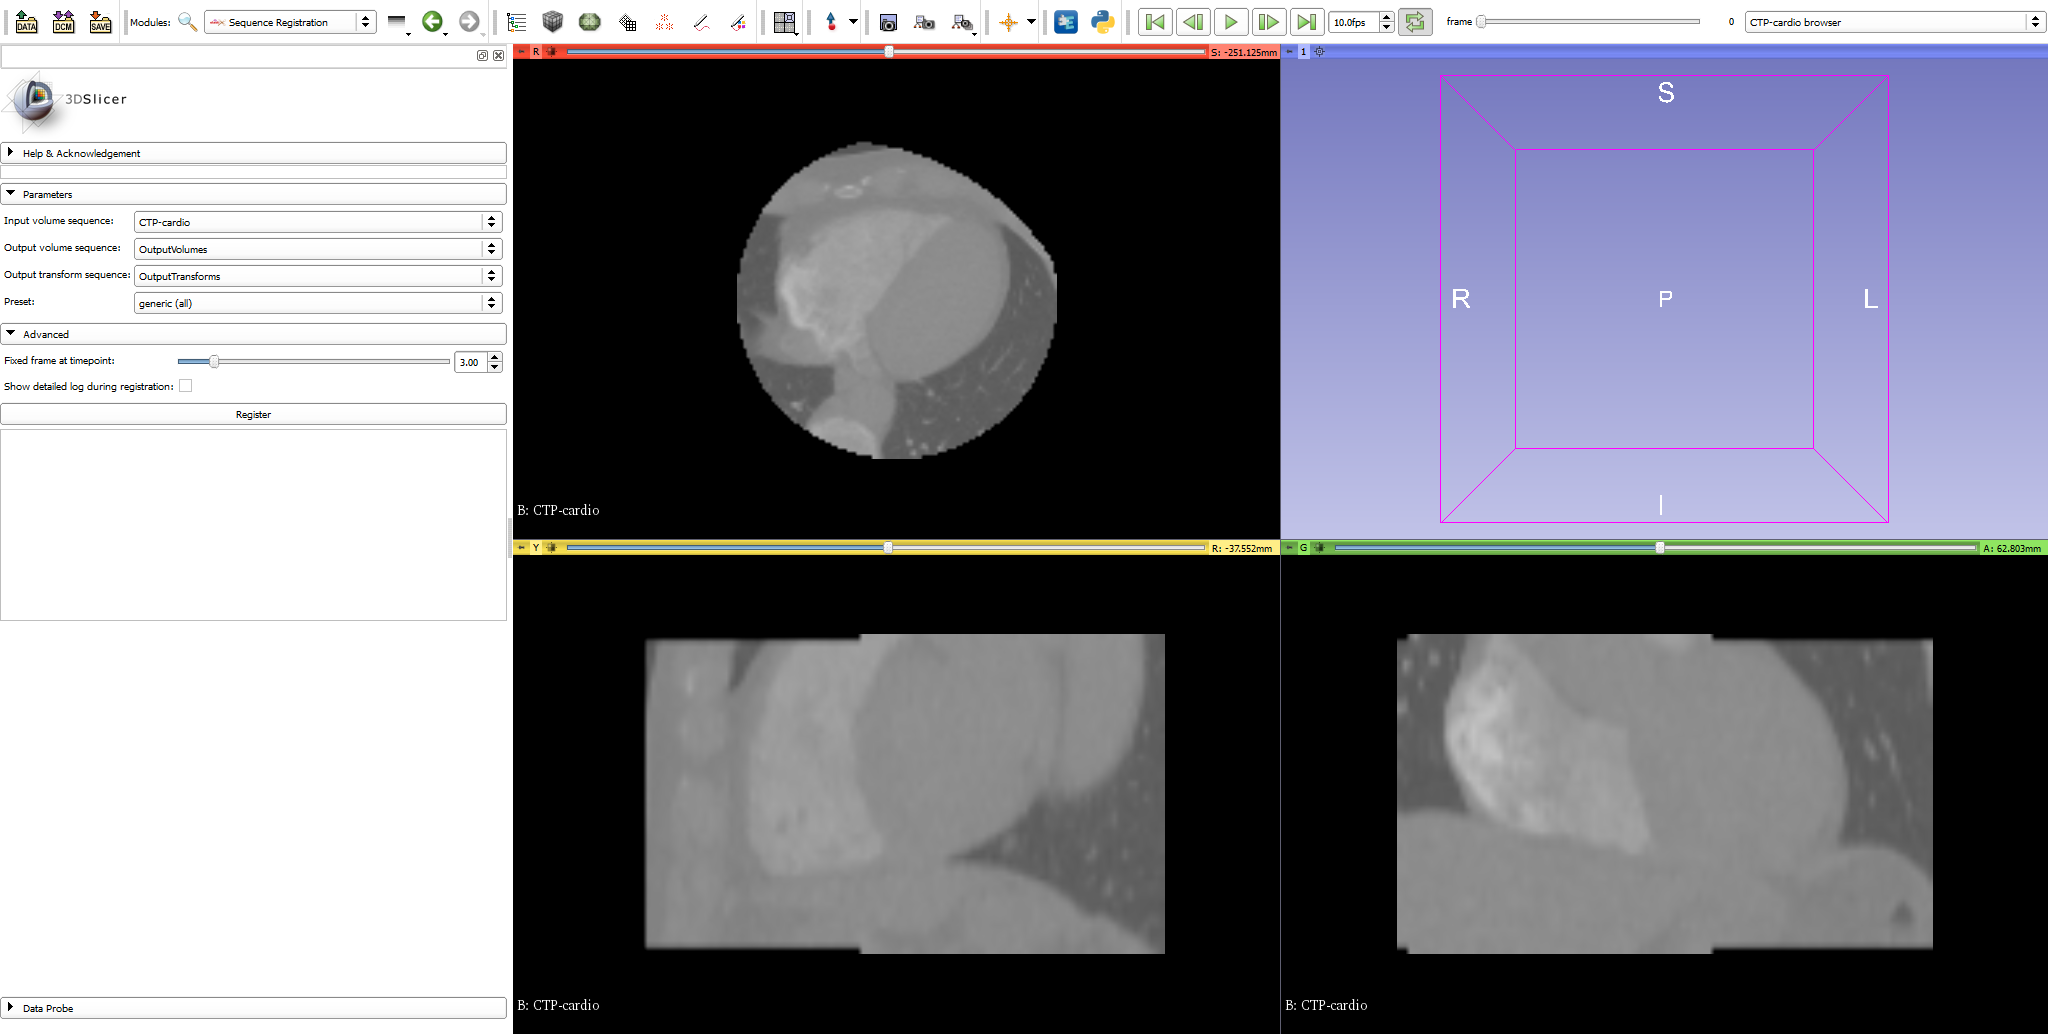 DATA
DCM
SAVE
Modules:
Sequence Registration
10.0fps
frame
0
CTP-cardio browser
3DSlicer
Help & Acknowledgement
Parameters
Input volume sequence:
CTP-cardio
Output volume sequence:
OutputVolumes
Output transform sequence:
OutputTransforms
Preset:
generic (all)
Advanced
Fixed frame at timepoint:
3.00
Show detailed log during registration:
Register
Data Probe
R
S: -251.125mm
B: CTP-cardio
1
S
R
P
L
I
Y
R: -37.552mm
B: CTP-cardio
G
A: 62.803mm
B: CTP-cardio